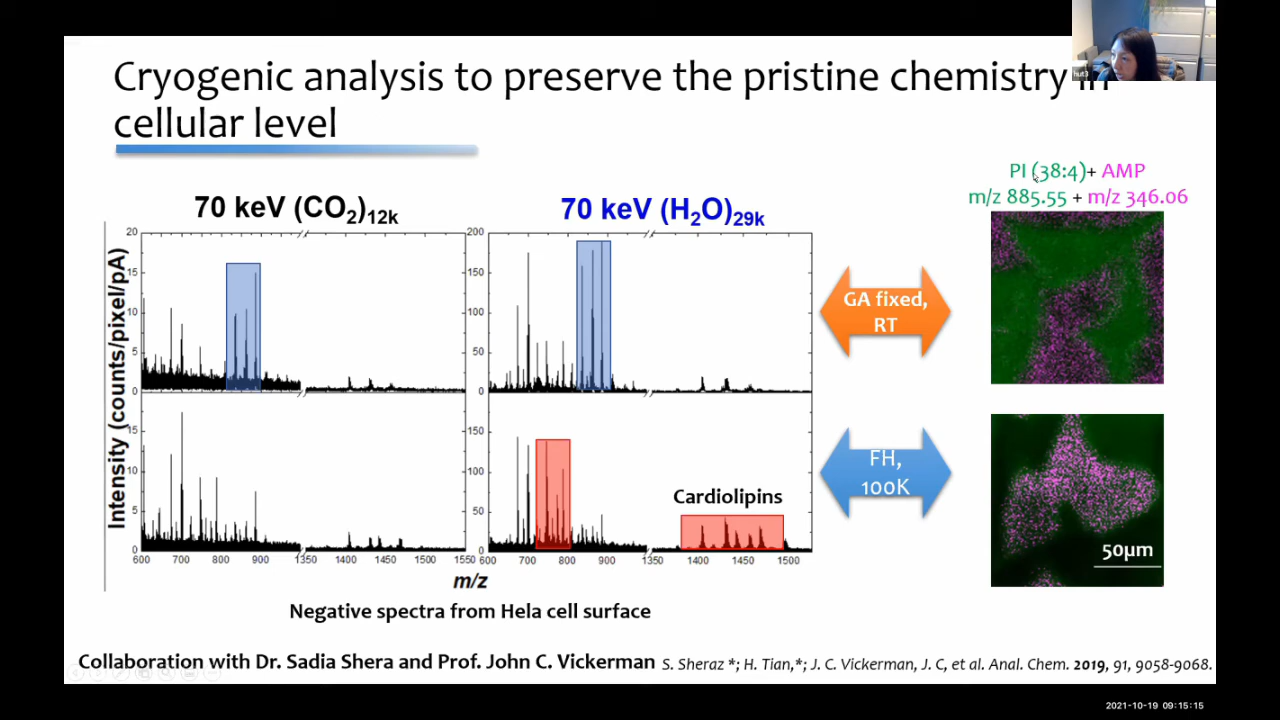 Cryogenic analysis to preserve the pristine chemistry in
cellular level
hut3
PI (38:4)+ AMP
m/z 885.55 + m/z 346.06
70 keV (CO2)12k
70 keV (H2O)29k
Intensity (counts/pixel/pA)
20
15
10
5
0
15
10
5
0
600
700
800
900
1350
1400
1450
1500
1550
200
150
100
50
0
150
100
50
0
600
700
800
900
1350
1400
1450
1500
m/z
Cardiolipins
GA fixed,
RT
FH,
100K
50µm
Negative spectra from Hela cell surface
Collaboration with Dr. Sadia Shera and Prof. John C. Vickerman S. Sheraz *; H. Tian,*; J. C. Vickerman, J. C, et al. Anal. Chem. 2019, 91, 9058-9068.
2021-10-19 09:15:15